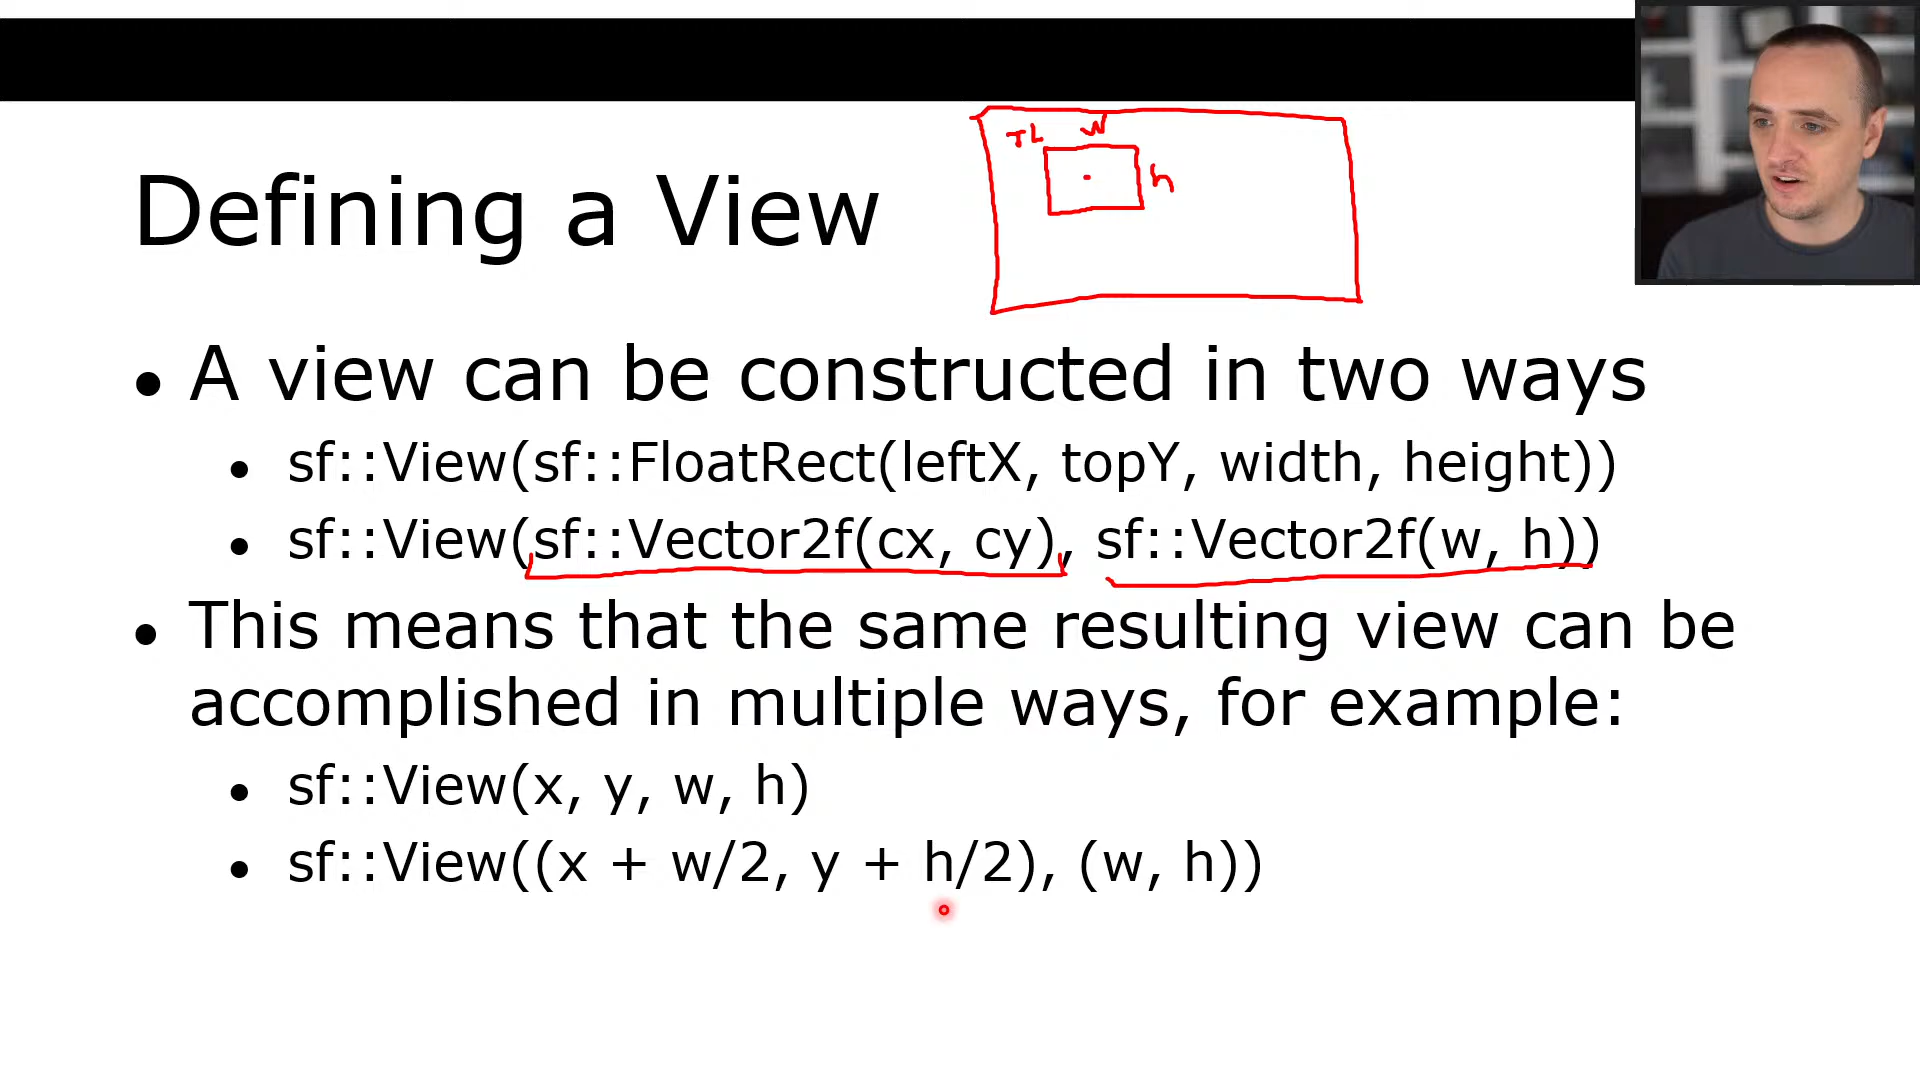 TL W
h
Defining a View
• A view can be constructed in two ways
• sf::View(sf::FloatRect(leftX, topY, width, height))
• sf::View(sf::Vector2f(cx, cy), sf::Vector2f(w, h))
• This means that the same resulting view can be
accomplished in multiple ways, for example:
• sf::View(x, y, w, h)
• sf::View((x + w/2, y + h/2), (w, h))